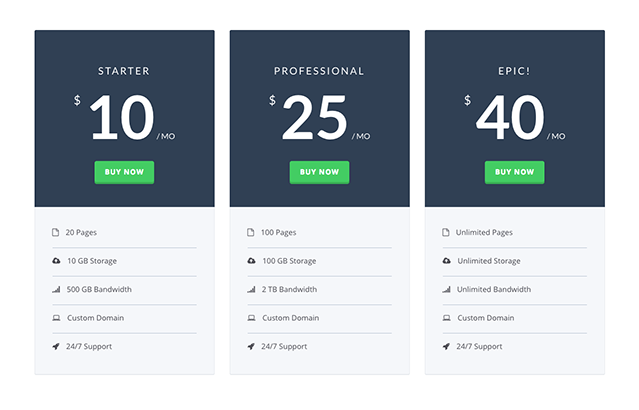 STARTER
$ 10 / MO
BUY NOW
20 Pages
10 GB Storage
500 GB Bandwidth
Custom Domain
24/7 Support
PROFESSIONAL
$ 25 / MO
BUY NOW
100 Pages
100 GB Storage
2 TB Bandwidth
Custom Domain
24/7 Support
EPIC!
$ 40 / MO
BUY NOW
Unlimited Pages
Unlimited Storage
Unlimited Bandwidth
Custom Domain
24/7 Support